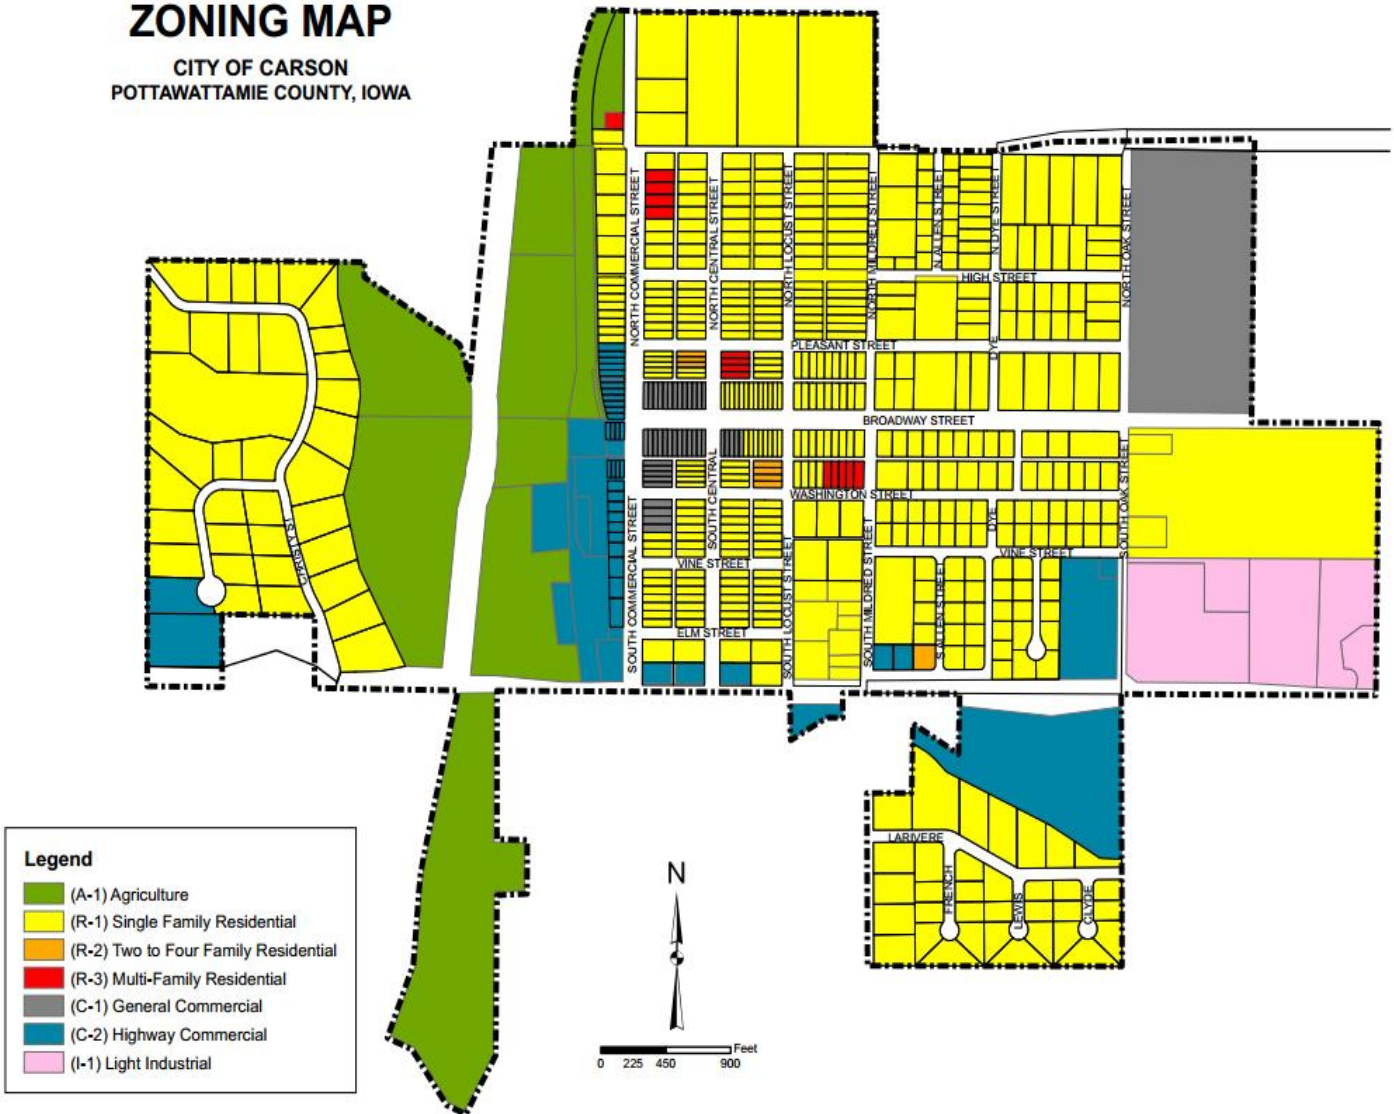 ZONING MAP
CITY OF CARSON
POTTAWATTAMIE COUNTY, IOWA
NORTH COMMERCIAL STREET
NORTH CENTRAL STREET
NORTH LOCUST STREET
NORTH MILDRED STREET
N ALLEN STREET
N DYE STREET
NORTH OAK STREET
HIGH STREET
PLEASANT STREET
DYE
BROADWAY STREET
CHRISTY ST
SOUTH COMMERCIAL STREET
SOUTH CENTRAL
WASHINGTON STREET
SOUTH LOCUST STREET
SOUTH MILDRED STREET
S ALLEN STREET
DYE
SOUTH OAK STREET
VINE STREET
VINE STREET
ELM STREET
LARIVERE
FRENCH
LEWIS
CLYDE
Legend
(A-1) Agriculture
(R-1) Single Family Residential
(R-2) Two to Four Family Residential
(R-3) Multi-Family Residential
(C-1) General Commercial
(C-2) Highway Commercial
(I-1) Light Industrial
N
Feet
0 225 450 900